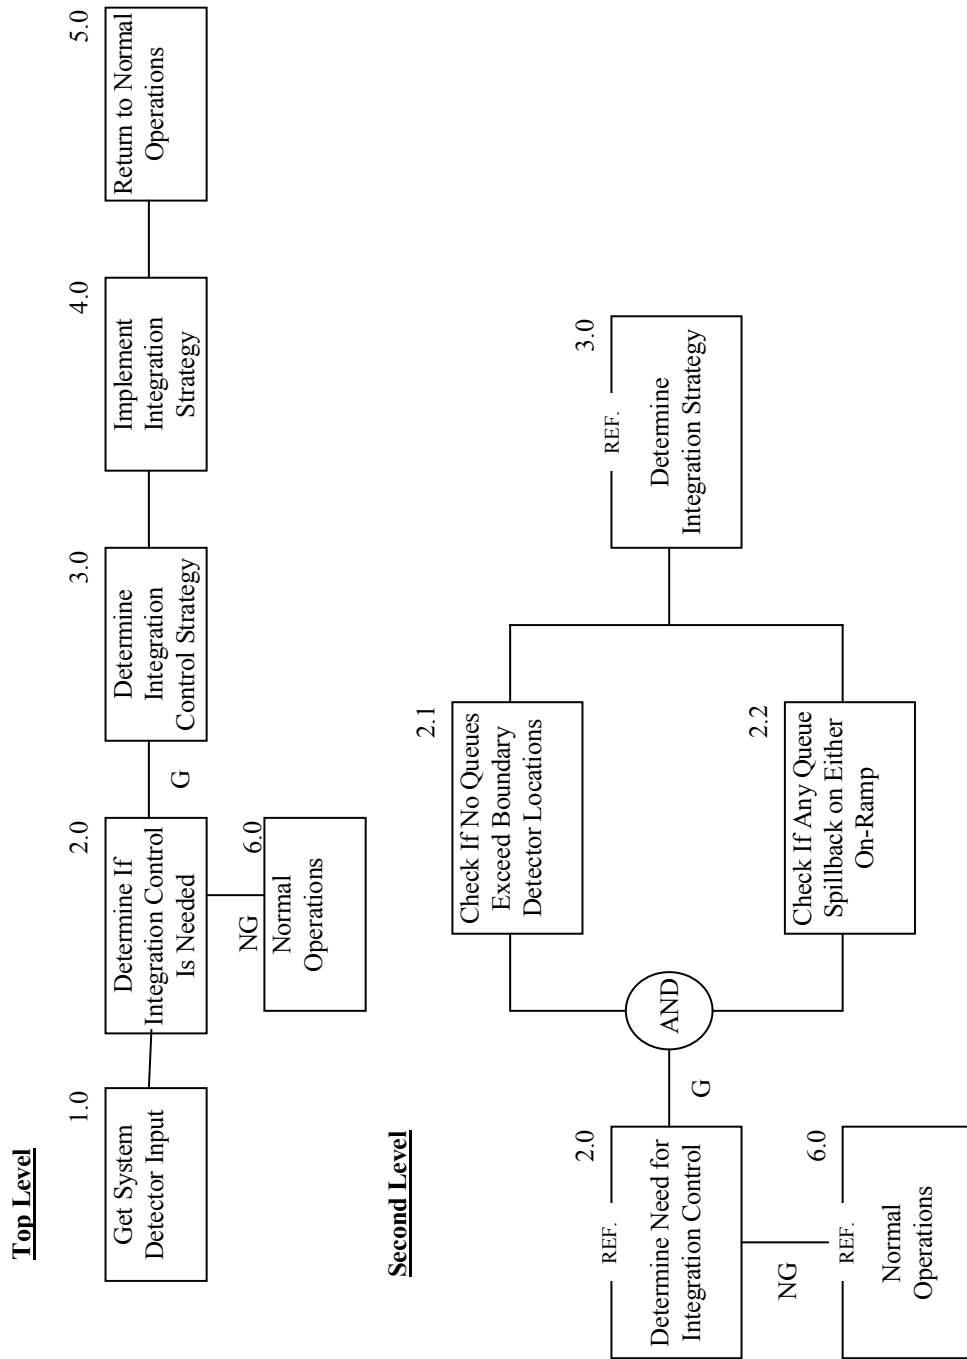 Top Level
1.0
Get System
Detector Input
2.0
Determine If
Integration Control
Is Needed
G
NG
6.0
Normal
Operations
3.0
Determine
Integration
Control Strategy
4.0
Implement
Integration
Strategy
5.0
Return to Normal
Operations
Second Level
2.0
REF.
Determine Need for
Integration Control
G
NG
6.0
REF.
Normal
Operations
AND
2.1
Check If No Queues
Exceed Boundary
Detector Locations
2.2
Check If Any Queue
Spillback on Either
On-Ramp
3.0
REF.
Determine
Integration Strategy